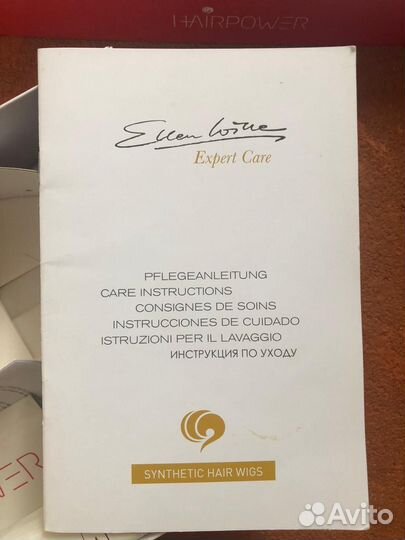 HAIRPOWER
Ellen Wille
Expert Care
PFLEGEANLEITUNG
CARE INSTRUCTIONS
CONSIGNES DE SOINS
INSTRUCCIONES DE CUIDADO
ISTRUZIONI PER IL LAVAGGIO
ИНСТРУКЦИЯ ПО УХОДУ
POWER
SYNTHETIC HAIR WIGS
Avito